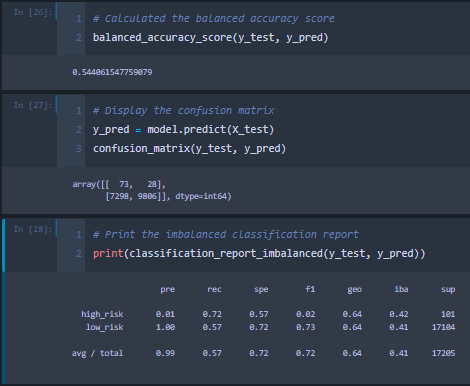 In [26]:
1 # Calculated the balanced accuracy score
2 balanced_accuracy_score(y_test, y_pred)
0.544061547759079
In [27]:
1 # Display the confusion matrix
2 y_pred = model.predict(X_test)
3 confusion_matrix(y_test, y_pred)
array([[ 73, 28],
[7298, 9806]], dtype=int64)
In [28]:
1 # Print the imbalanced classification report
2 print(classification_report_imbalanced(y_test, y_pred))
pre rec spe f1 geo iba sup
high_risk 0.01 0.72 0.57 0.02 0.64 0.42 101
low_risk 1.00 0.57 0.72 0.73 0.64 0.41 17104
avg / total 0.99 0.57 0.72 0.72 0.64 0.41 17205